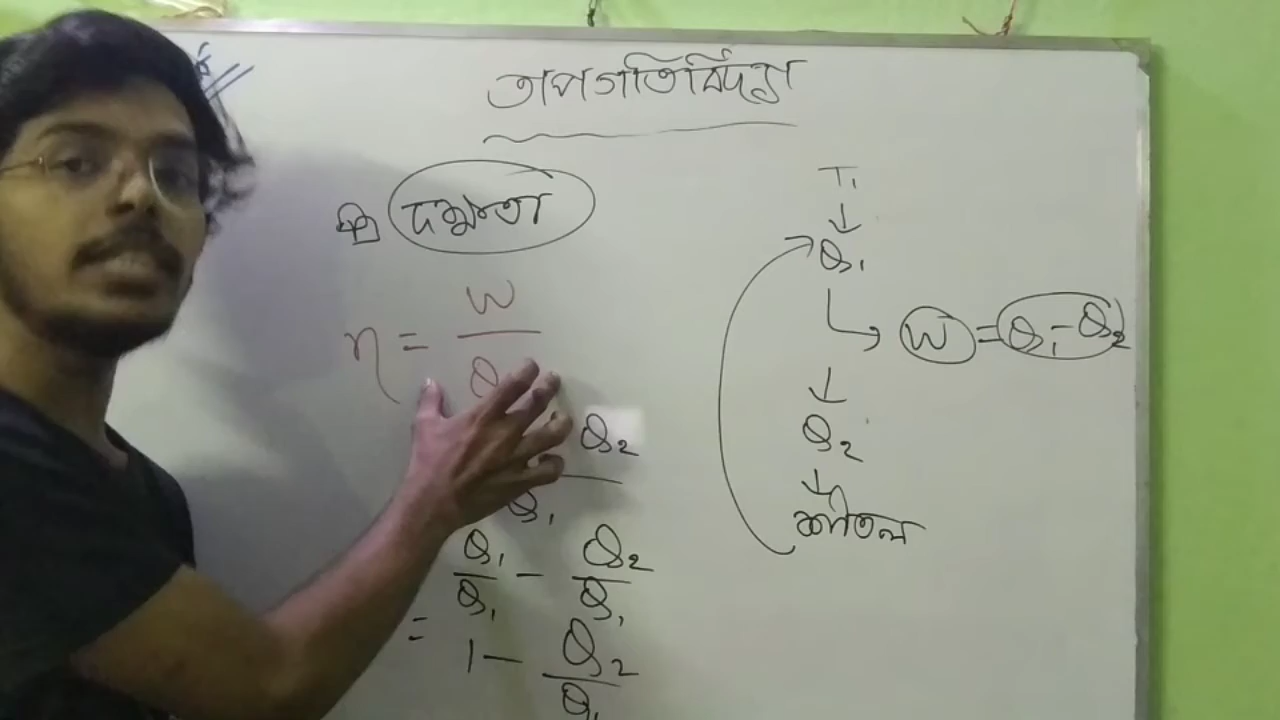 তাপগতিবিদ্যা
দক্ষতা
η = W
Q
Q₂
Q₁
Q₁/Q₁ - Q₂/Q₁
= 1 - Q₂/Q₁
T₁
↓
Q₁
W = Q₁-Q₂
↓
Q₂
↓
শীতল